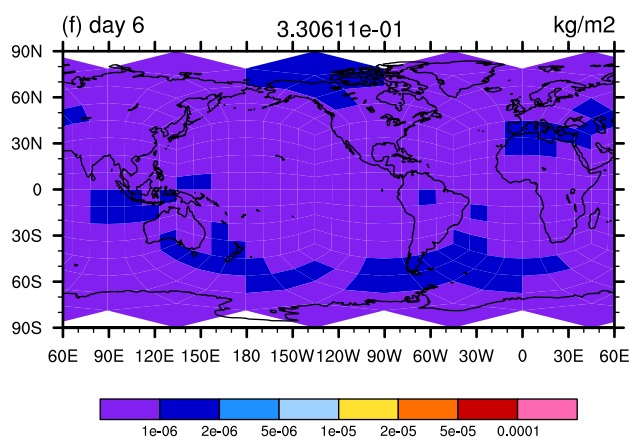 (f) day 6 3.30611e-01 kg/m2
90N
60N
30N
0
30S
60S
90S
60E 90E 120E 150E 180 150W 120W 90W 60W 30W 0 30E 60E
1e-06 2e-06 5e-06 1e-05 2e-05 5e-05 0.0001